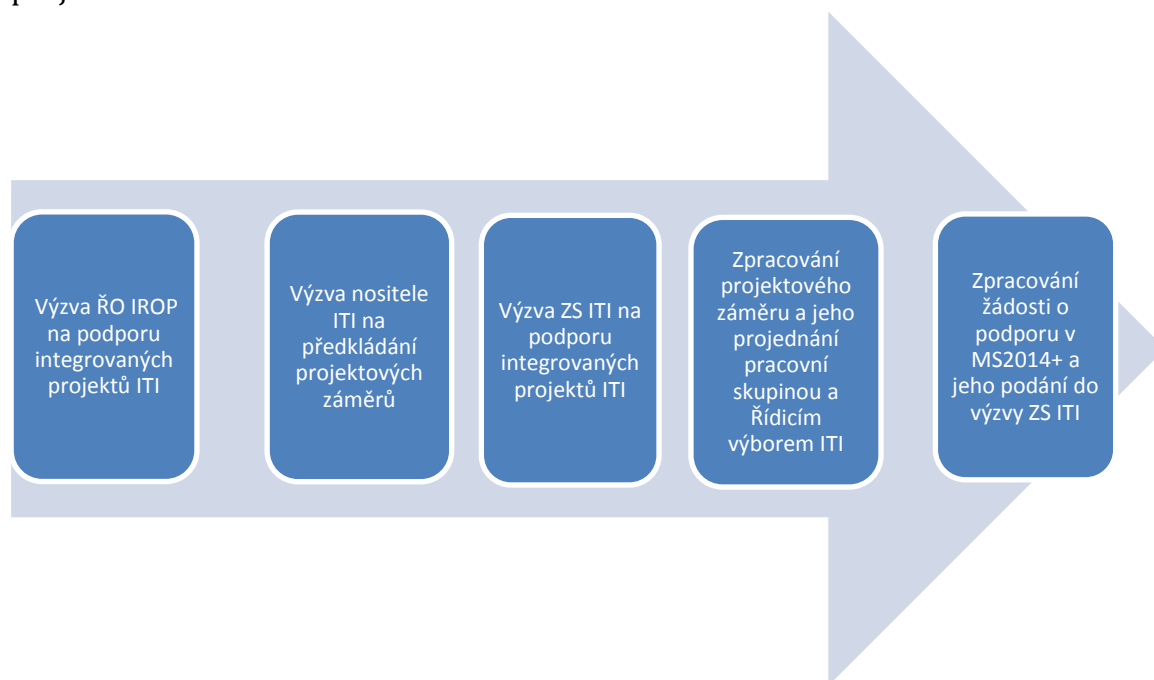 Výzva ŘO IROP
na podporu
integrovaných
projektů ITI
Výzva nositele
ITI na
předkládání
projektových
záměrů
Výzva ZS ITI na
podporu
integrovaných
projektů ITI
Zpracování
projektového
záměru a jeho
projednání
pracovní
skupinou a
Řídicím
výborem ITI
Zpracování
žádosti o
podporu v
MS2014+ a
jeho podání do
výzvy ZS ITI